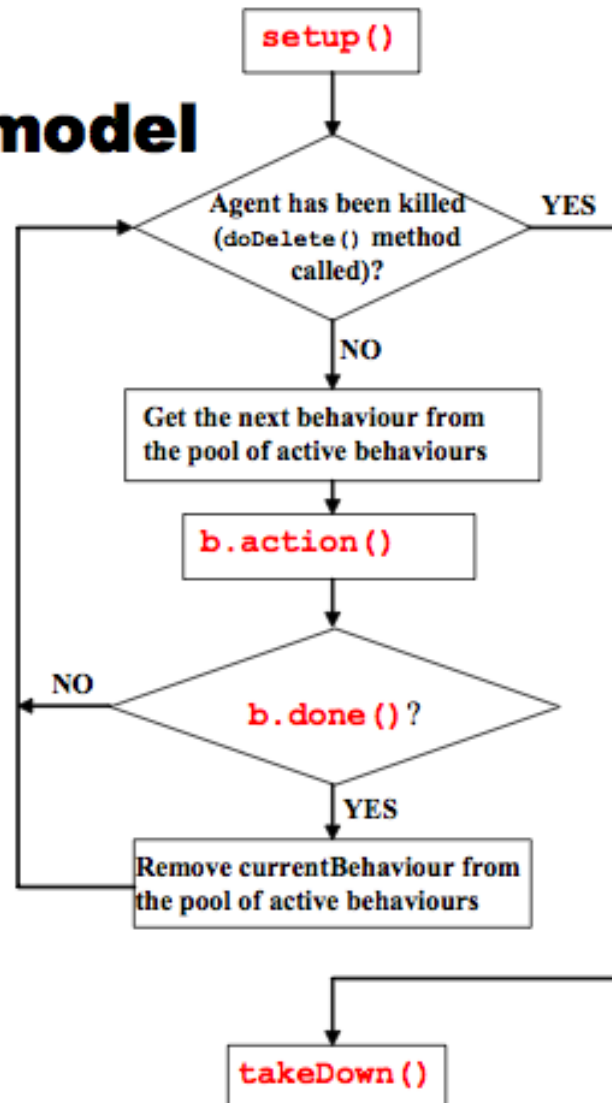 setup()
model
Agent has been killed
(doDelete() method
called)?
YES
NO
Get the next behaviour from
the pool of active behaviours
b.action()
NO
b.done()?
YES
Remove currentBehaviour from
the pool of active behaviours
takeDown()